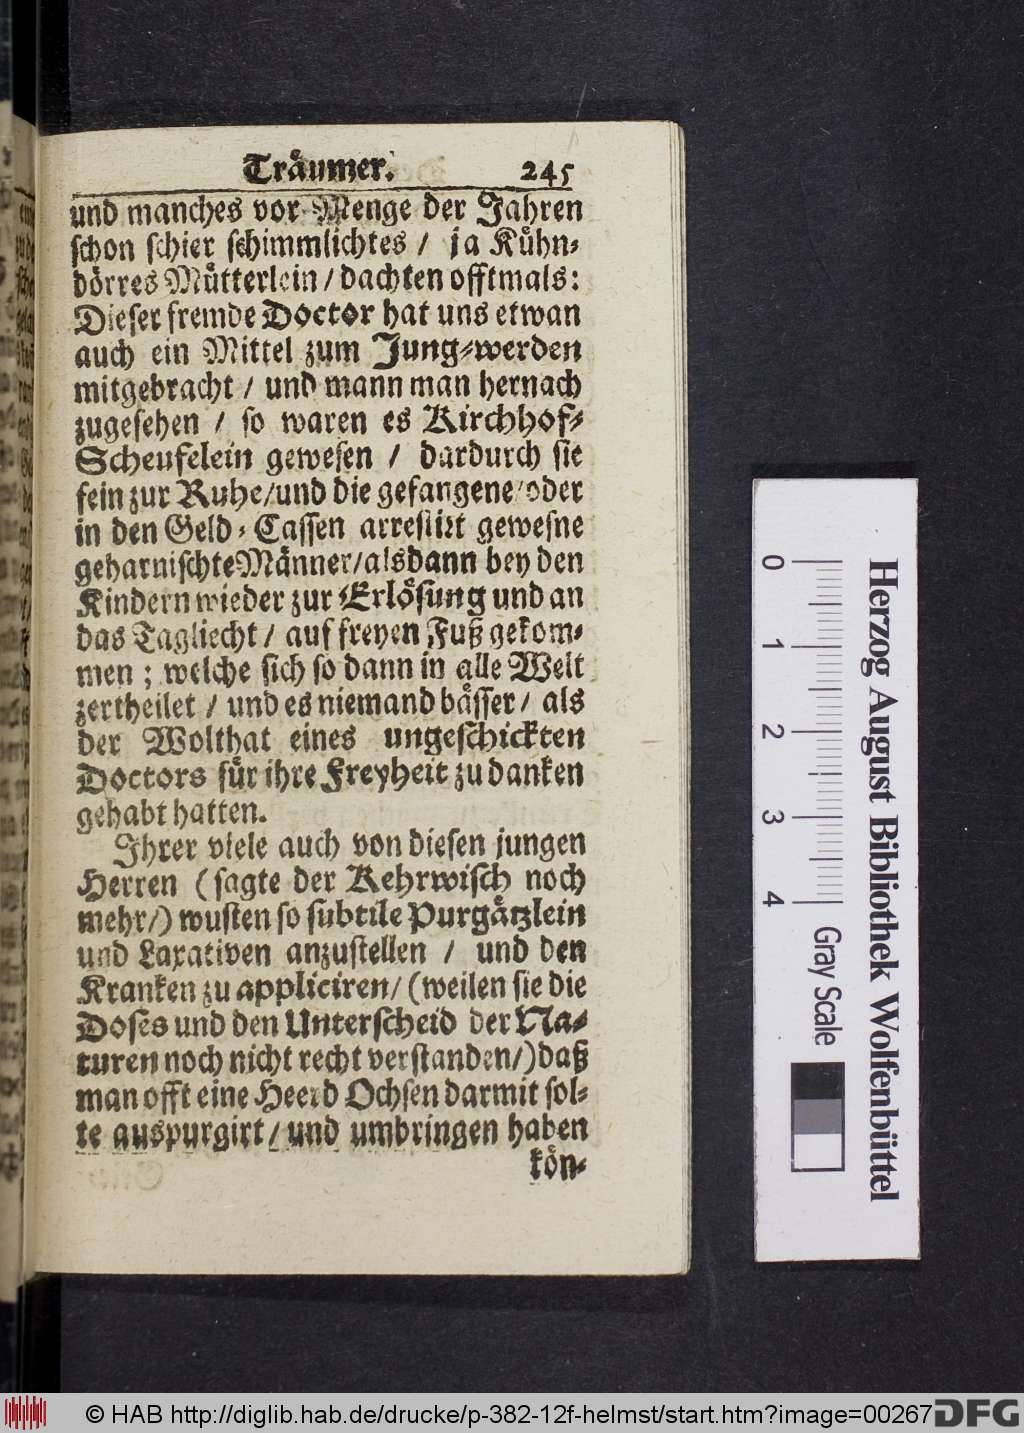 Träumer. 245
und manches vor Menge der Jahren
schon schier schimmlichtes / ja Kühn-
dörres Mütterlein / dachten offtmals:
Dieser fremde Doctor hat uns etwan
auch ein Mittel zum Jung-werden
mitgebracht / und mann man hernach
zugesehen / so waren es Kirchhof-
Scheufelein gewesen / dardurch sie
fein zur Ruhe/und die gefangene/oder
in den Geld-Cassen arrestirt gewesne
geharnischte Männer/alsdann bey den
Kindern wieder zur Erlösung und an
das Tagliecht / auf freyen Fuß gekom-
men ; welche sich so dann in alle Welt
zertheilet / und es niemand bässer / als
der Wolthat eines ungeschickten
Doctors für ihre Freyheit zu danken
gehabt hatten.
Ihrer viele auch von diesen jungen
Herren (sagte der Kehrwisch noch
mehr/) wusten so subtile Purgätzlein
und Laxativen anzustellen / und den
Kranken zu appliciren/ (weilen sie die
Doses und den Unterscheid der Na-
turen noch nicht recht verstanden/) daß
man offt eine Heerd Ochsen darmit sol-
te auspurgirt / und umbringen haben
kön-
0 1 2 3 4
Gray Scale
Herzog August Bibliothek Wolfenbüttel
© HAB http://diglib.hab.de/drucke/p-382-12f-helmst/start.htm?image=00267
DFG